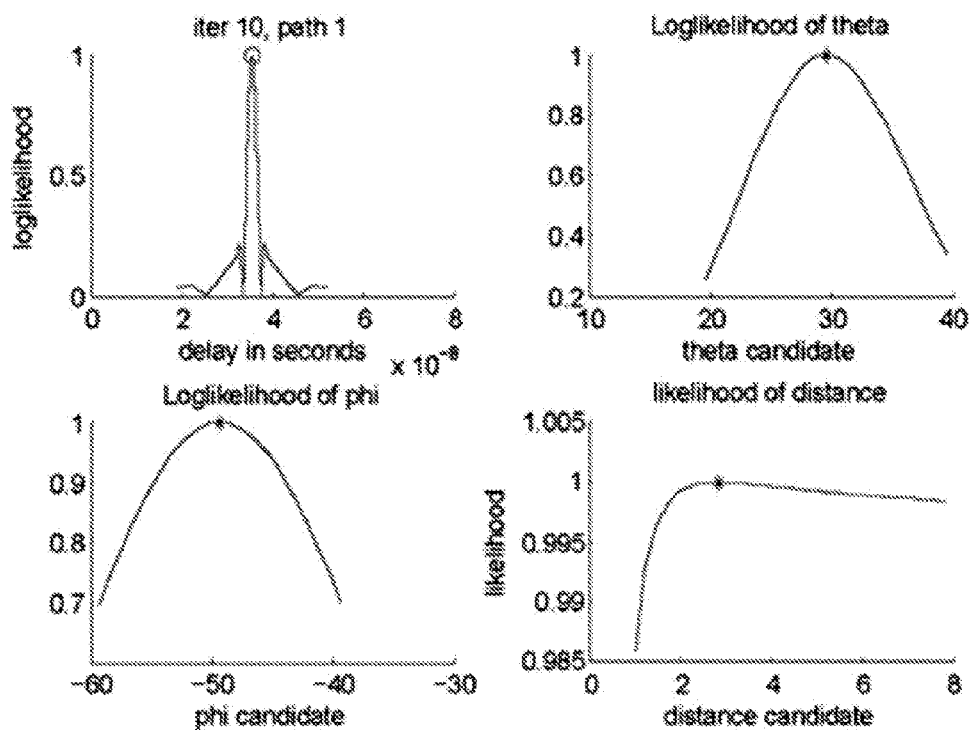 iter 10, path 1
1
0.5
0
loglikelihood
0 2 4 6 8
delay in seconds
x 10⁻⁸
Loglikelihood of theta
1
0.8
0.6
0.4
0.2
10 20 30 40
theta candidate
Loglikelihood of phi
1
0.9
0.8
0.7
−60 −50 −40 −30
phi candidate
likelihood of distance
1.005
1
0.995
0.99
0.985
likelihood
0 2 4 6 8
distance candidate